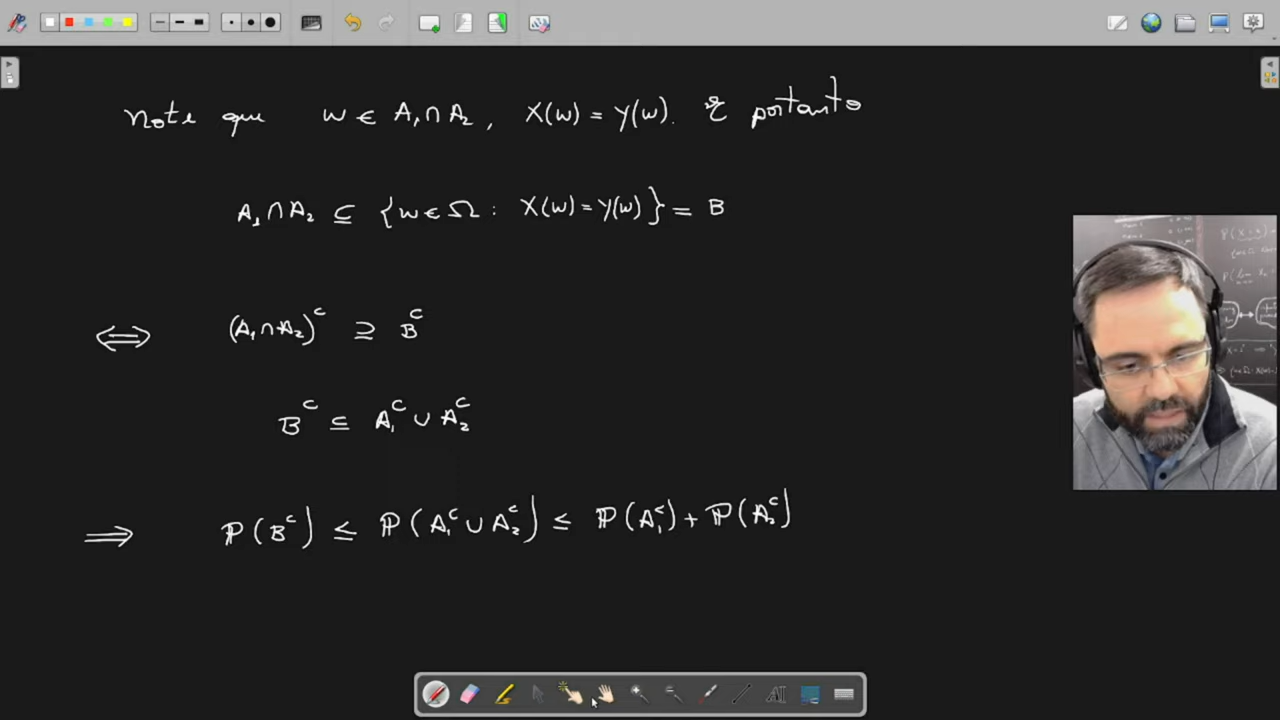 Note que w ∈ A₁∩A₂, X(w) = Y(w). E portanto
A₁∩A₂ ⊆ {w ∈ Ω : X(w) = Y(w)} = B
⟺ (A₁∩A₂)ᶜ ⊇ Bᶜ
Bᶜ ⊆ A₁ᶜ ∪ A₂ᶜ
⟹ ℙ(Bᶜ) ≤ ℙ(A₁ᶜ ∪ A₂ᶜ) ≤ ℙ(A₁ᶜ) + ℙ(A₂ᶜ)